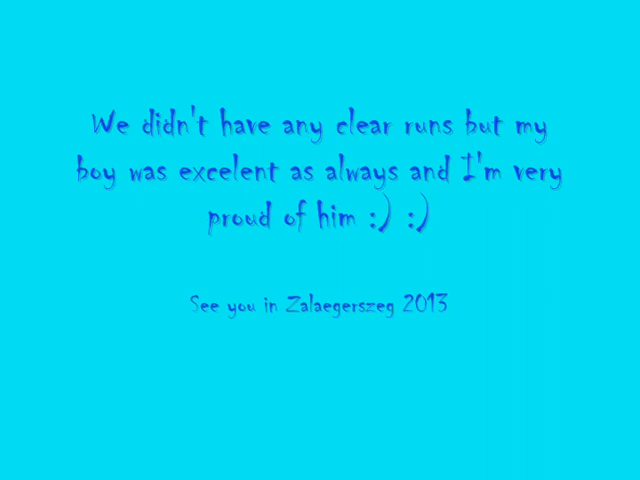 We didn't have any clear runs but my
boy was excelent as always and I'm very
proud of him :) :)
See you in Zalaegerszeg 2013